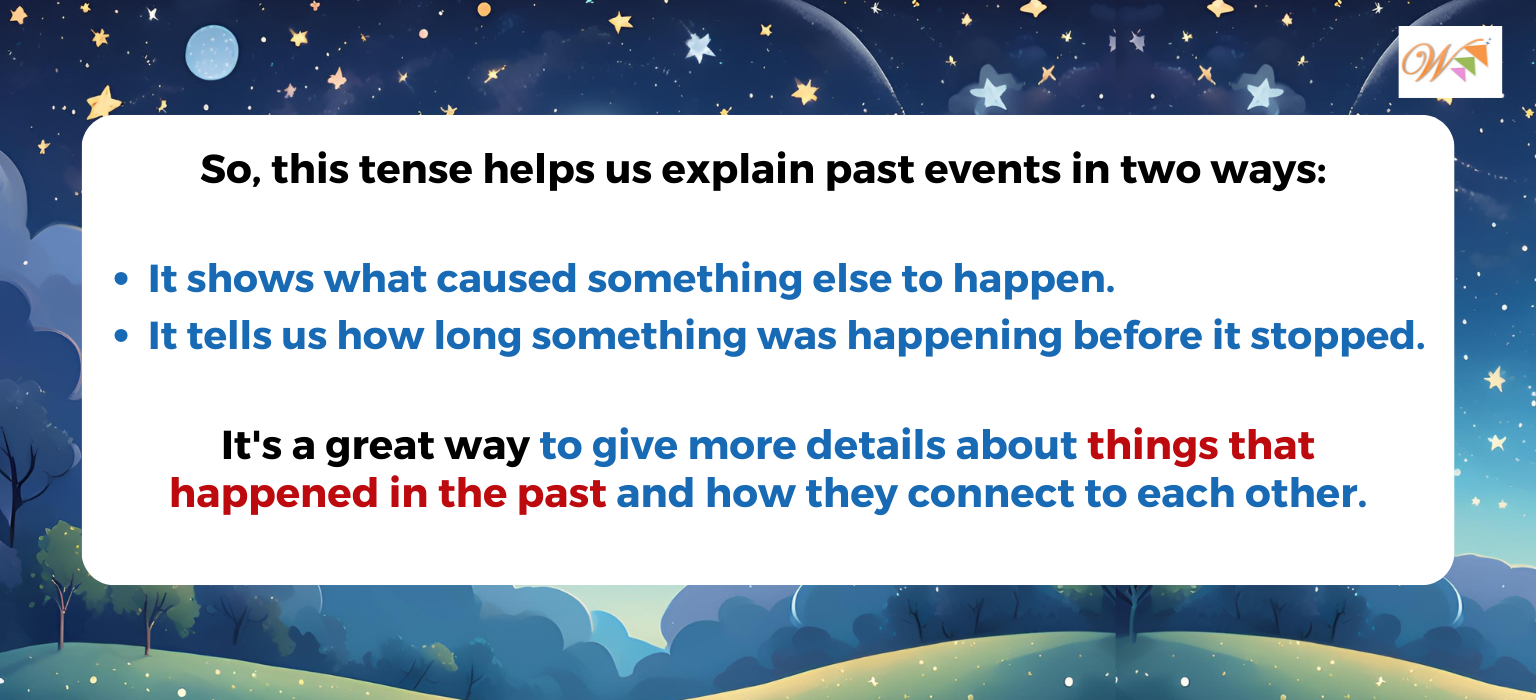 So, this tense helps us explain past events in two ways:
• It shows what caused something else to happen.
• It tells us how long something was happening before it stopped.
It's a great way to give more details about things that
happened in the past and how they connect to each other.
W